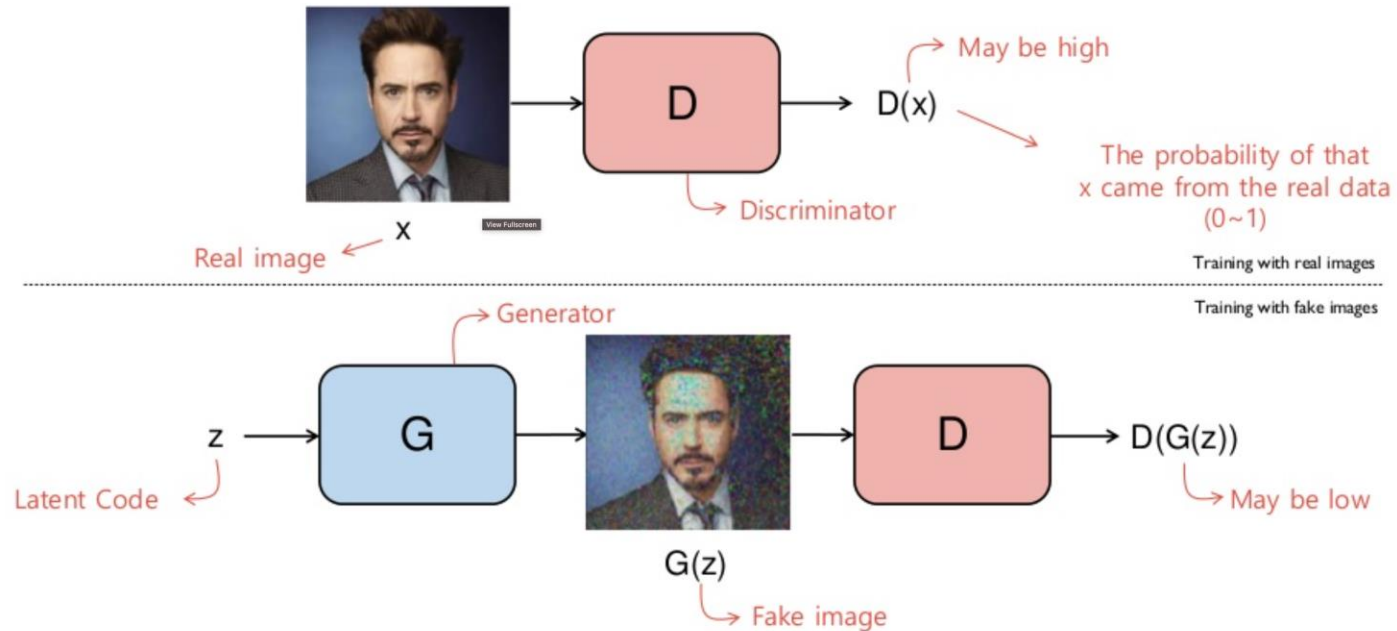 May be high
D
D(x)
The probability of that
x came from the real data
(0~1)
Discriminator
x
View Fullscreen
Real image
Training with real images
Training with fake images
Generator
z
G
D
D(G(z))
Latent Code
May be low
G(z)
Fake image